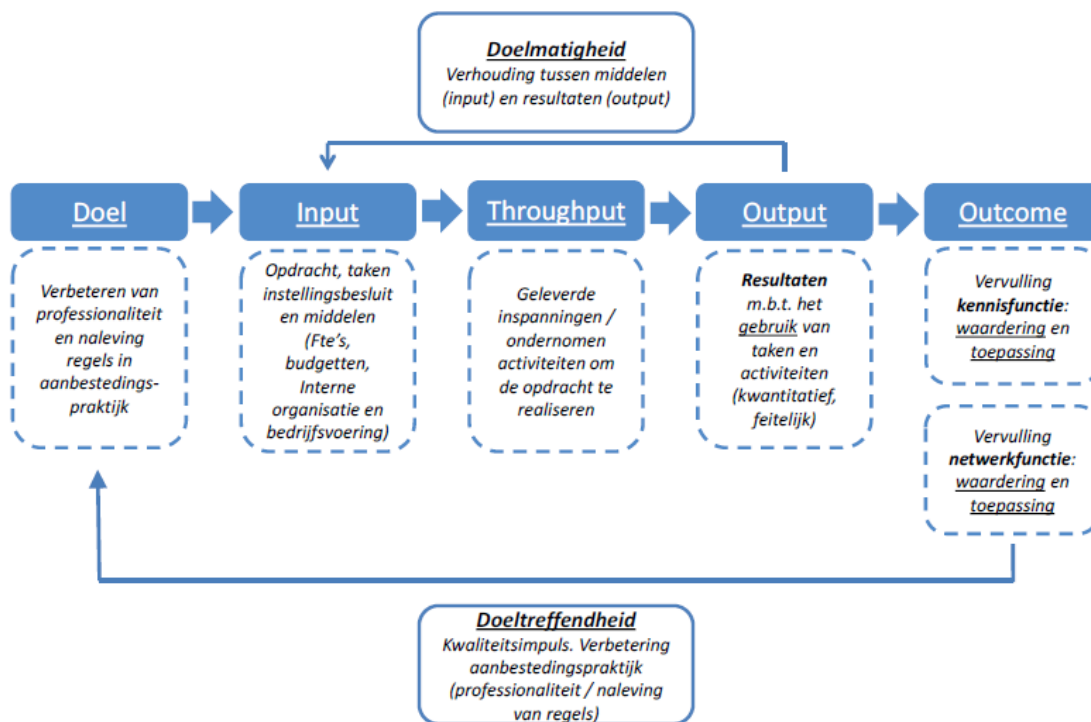 Doelmatigheid
Verhouding tussen middelen
(input) en resultaten (output)
Doel
Input
Throughput
Output
Outcome
Verbeteren van
professionaliteit
en naleving
regels in
aanbestedings-
praktijk
Opdracht, taken
instellingsbesluit
en middelen
(Fte's,
budgetten,
Interne
organisatie en
bedrijfsvoering)
Geleverde
inspanningen /
ondernomen
activiteiten om
de opdracht te
realiseren
Resultaten
m.b.t. het
gebruik van
taken en
activiteiten
(kwantitatief,
feitelijk)
Vervulling
kennisfunctie:
waardering en
toepassing
Vervulling
netwerkfunctie:
waardering en
toepassing
Doeltreffendheid
Kwaliteitsimpuls. Verbetering
aanbestedingspraktijk
(professionaliteit / naleving
van regels)